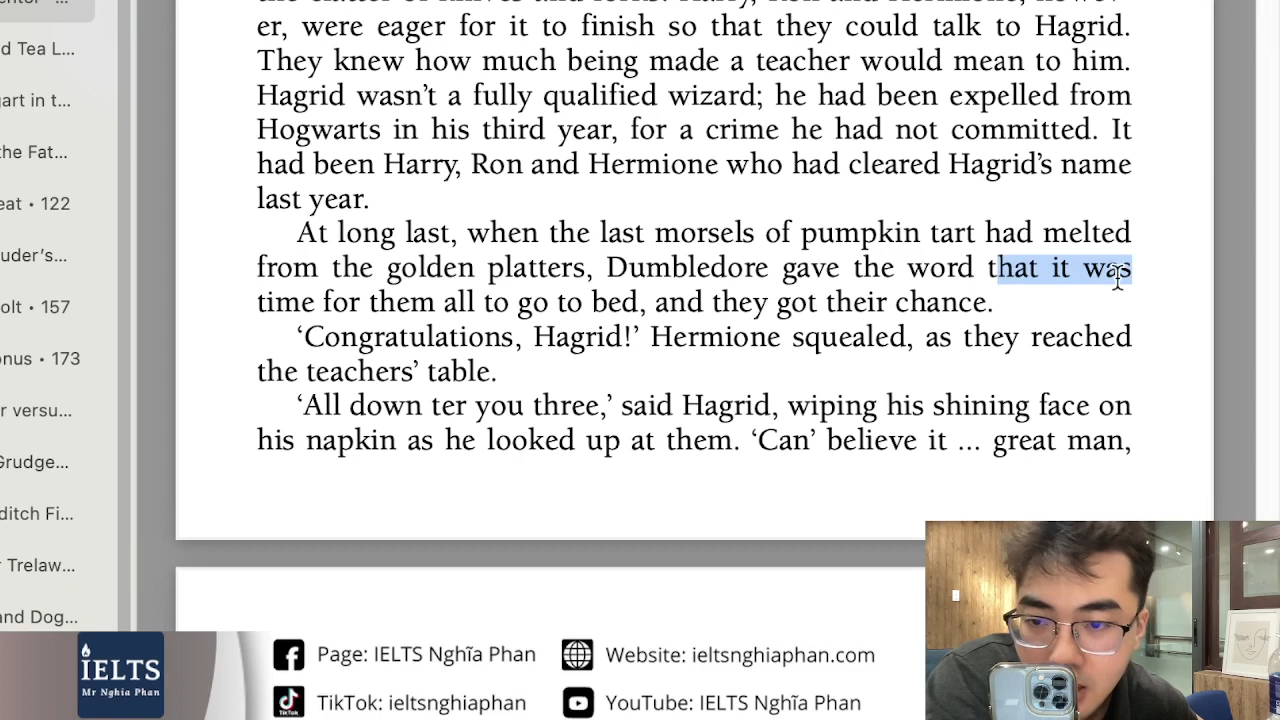 d Tea L...
gart in t...
the Fat...
eat • 122
uder's...
olt • 157
onus • 173
r versu...
Grudge...
ditch Fi...
r Trelaw...
and Dog...
er, were eager for it to finish so that they could talk to Hagrid.
They knew how much being made a teacher would mean to him.
Hagrid wasn't a fully qualified wizard; he had been expelled from
Hogwarts in his third year, for a crime he had not committed. It
had been Harry, Ron and Hermione who had cleared Hagrid's name
last year.
At long last, when the last morsels of pumpkin tart had melted
from the golden platters, Dumbledore gave the word that it was
time for them all to go to bed, and they got their chance.
‘Congratulations, Hagrid!’ Hermione squealed, as they reached
the teachers’ table.
‘All down ter you three,’ said Hagrid, wiping his shining face on
his napkin as he looked up at them. ‘Can’ believe it ... great man,
IELTS
Mr Nghia Phan
Page: IELTS Nghĩa Phan
Website: ieltsnghiaphan.com
TikTok: ieltsnghiaphan
YouTube: IELTS Nghĩa Phan